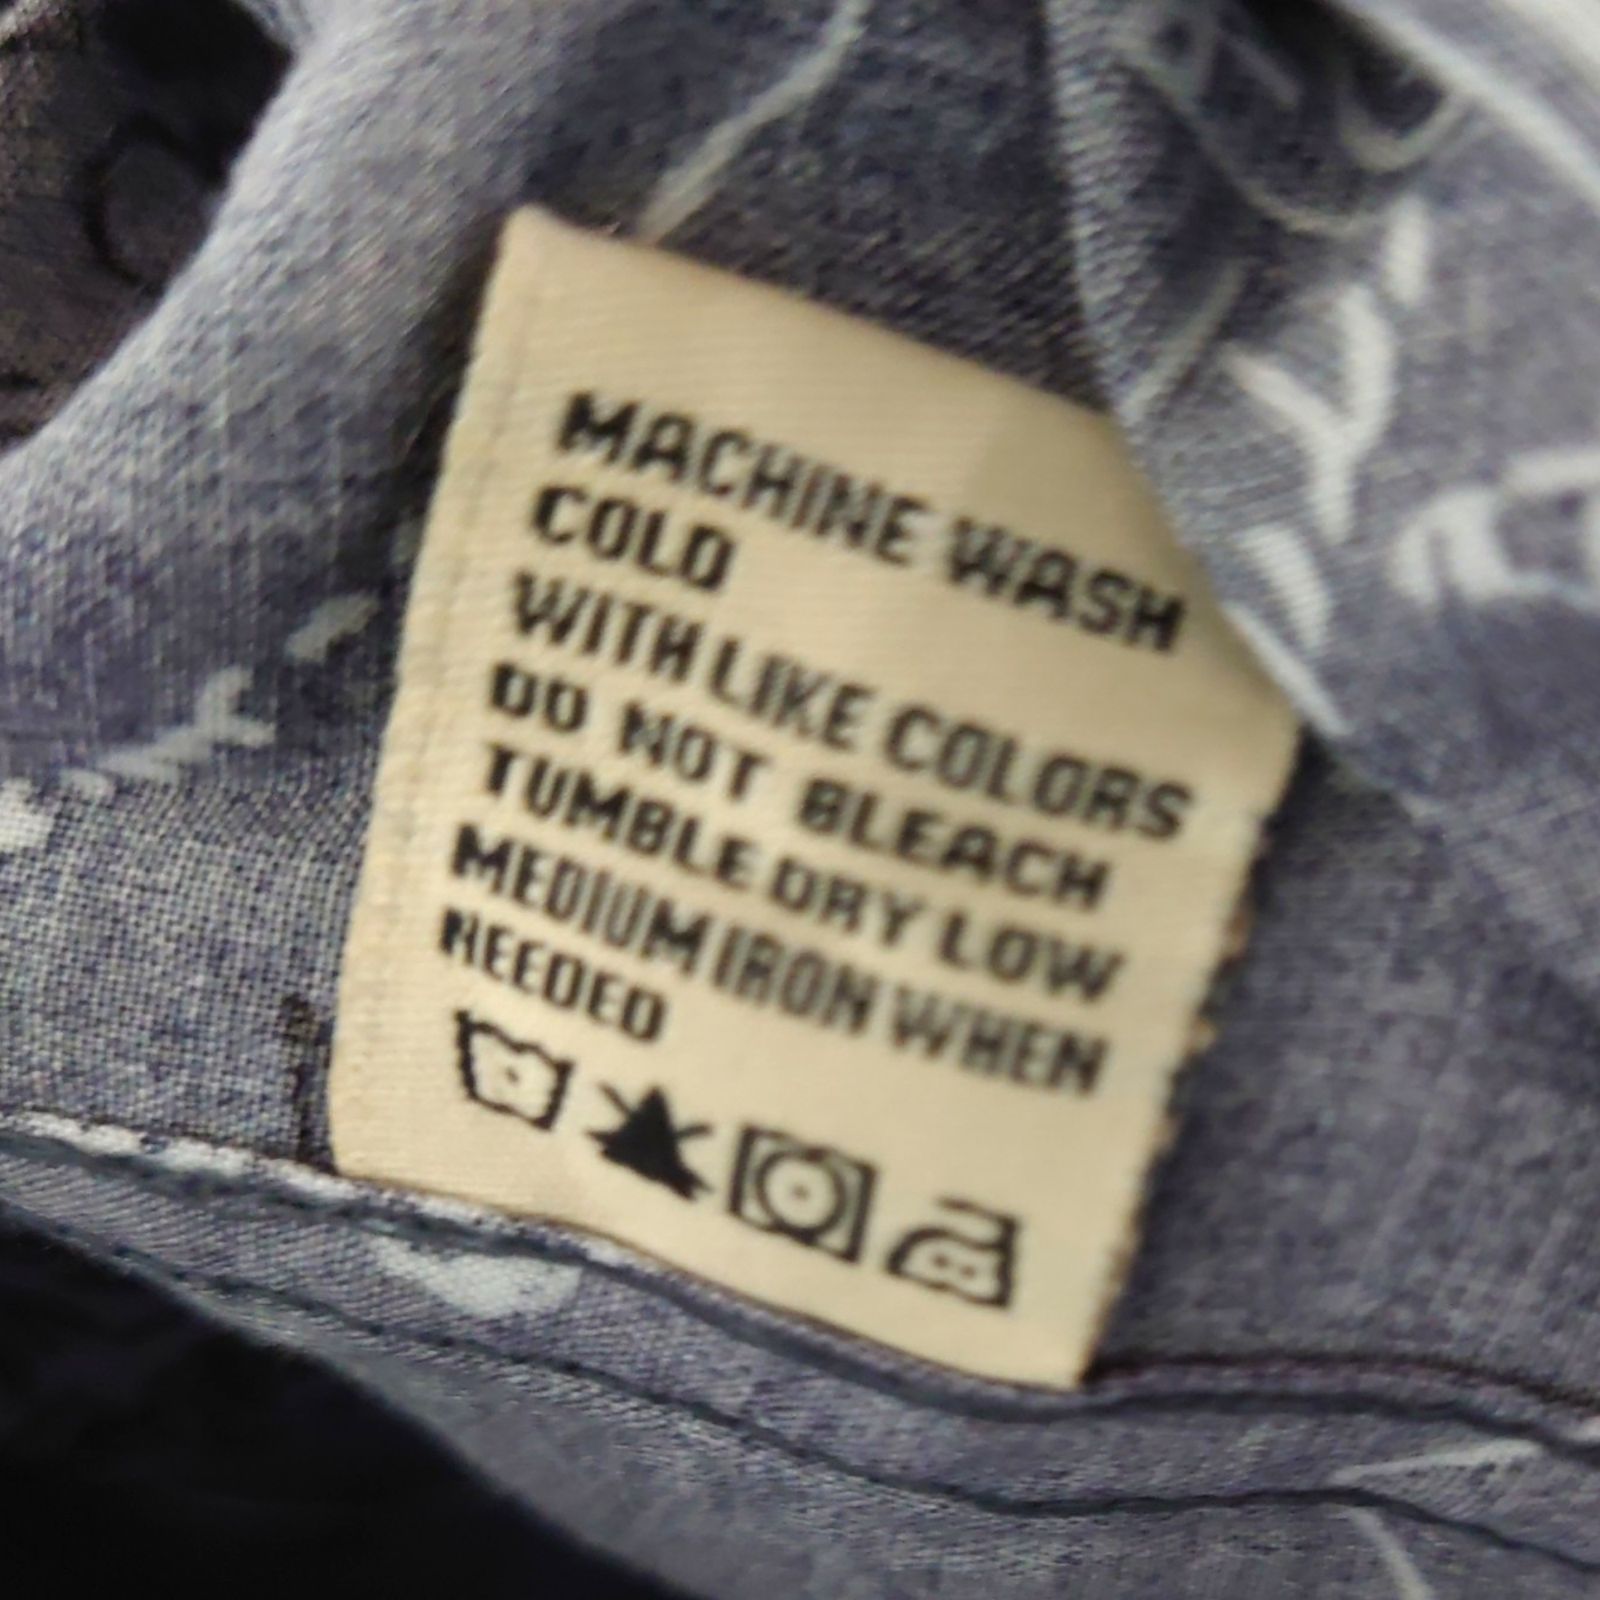 MACHINE WASH
COLD
WITH LIKE COLORS
DO NOT BLEACH
TUMBLE DRY LOW
MEDIUM IRON WHEN
NEEDED